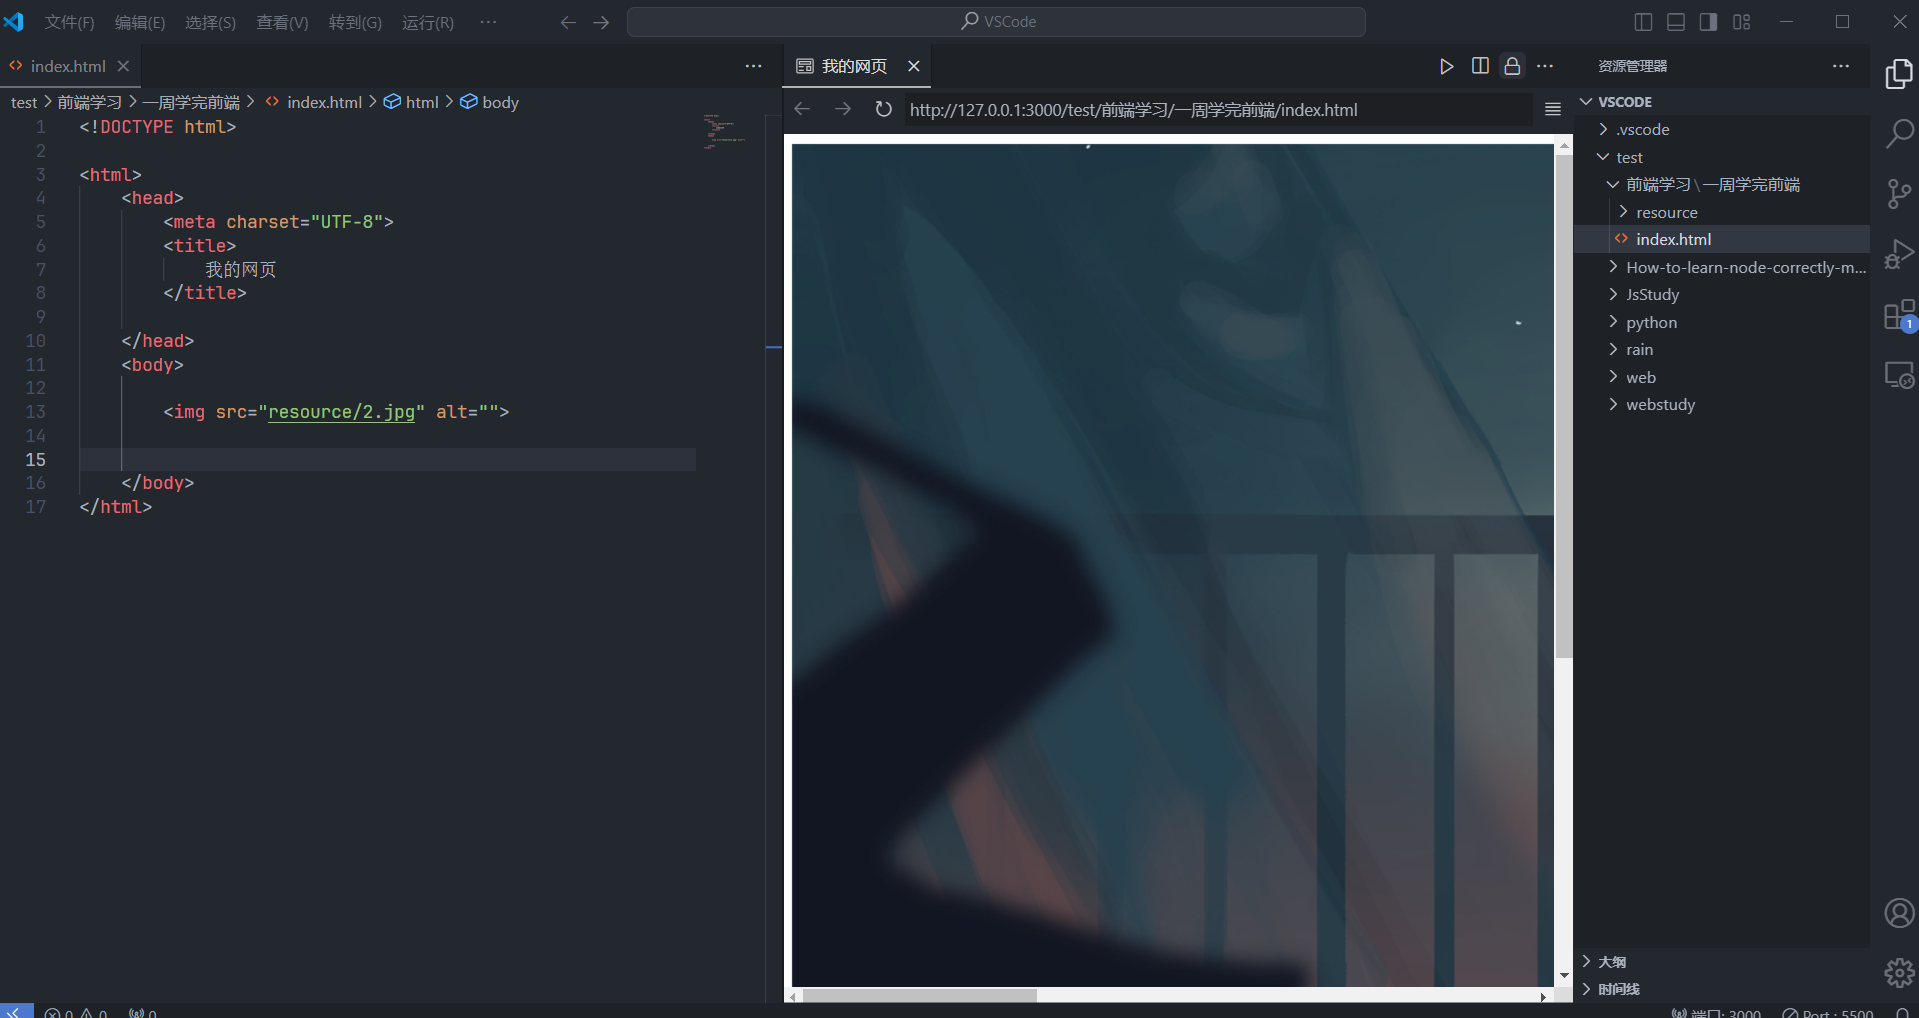 文件(F) 编辑(E) 选择(S) 查看(V) 转到(G) 运行(R) ··· VSCode
index.html
test > 前端学习 > 一周学完前端 > index.html > html > body
1 <!DOCTYPE html>
2
3 <html>
4 <head>
5 <meta charset="UTF-8">
6 <title>
7 我的网页
8 </title>
9
10 </head>
11 <body>
12
13 <img src="resource/2.jpg" alt="">
14
15
16 </body>
17 </html>
我的网页
http://127.0.0.1:3000/test/前端学习/一周学完前端/index.html
资源管理器
VSCODE
.vscode
test
前端学习\一周学完前端
resource
index.html
How-to-learn-node-correctly-m...
JsStudy
python
rain
web
webstudy
1
大纲
时间线
0 0 0 端口: 3000 Port : 5500